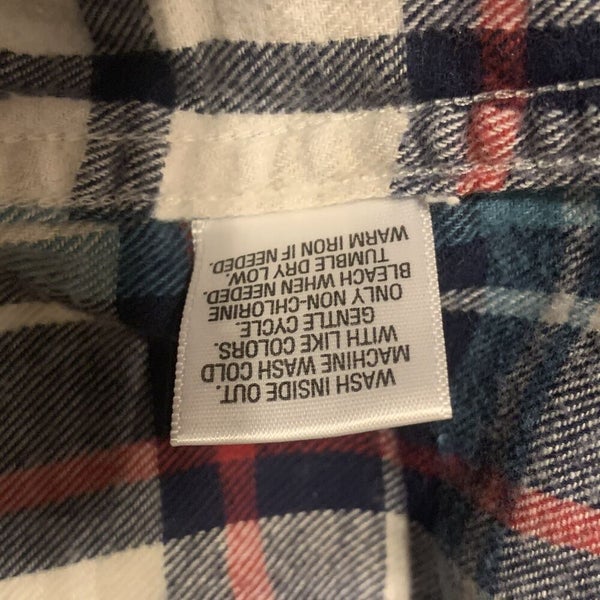 WASH INSIDE OUT.
MACHINE WASH COLD
WITH LIKE COLORS.
GENTLE CYCLE.
ONLY NON-CHLORINE
BLEACH WHEN NEEDED.
TUMBLE DRY LOW.
WARM IRON IF NEEDED.